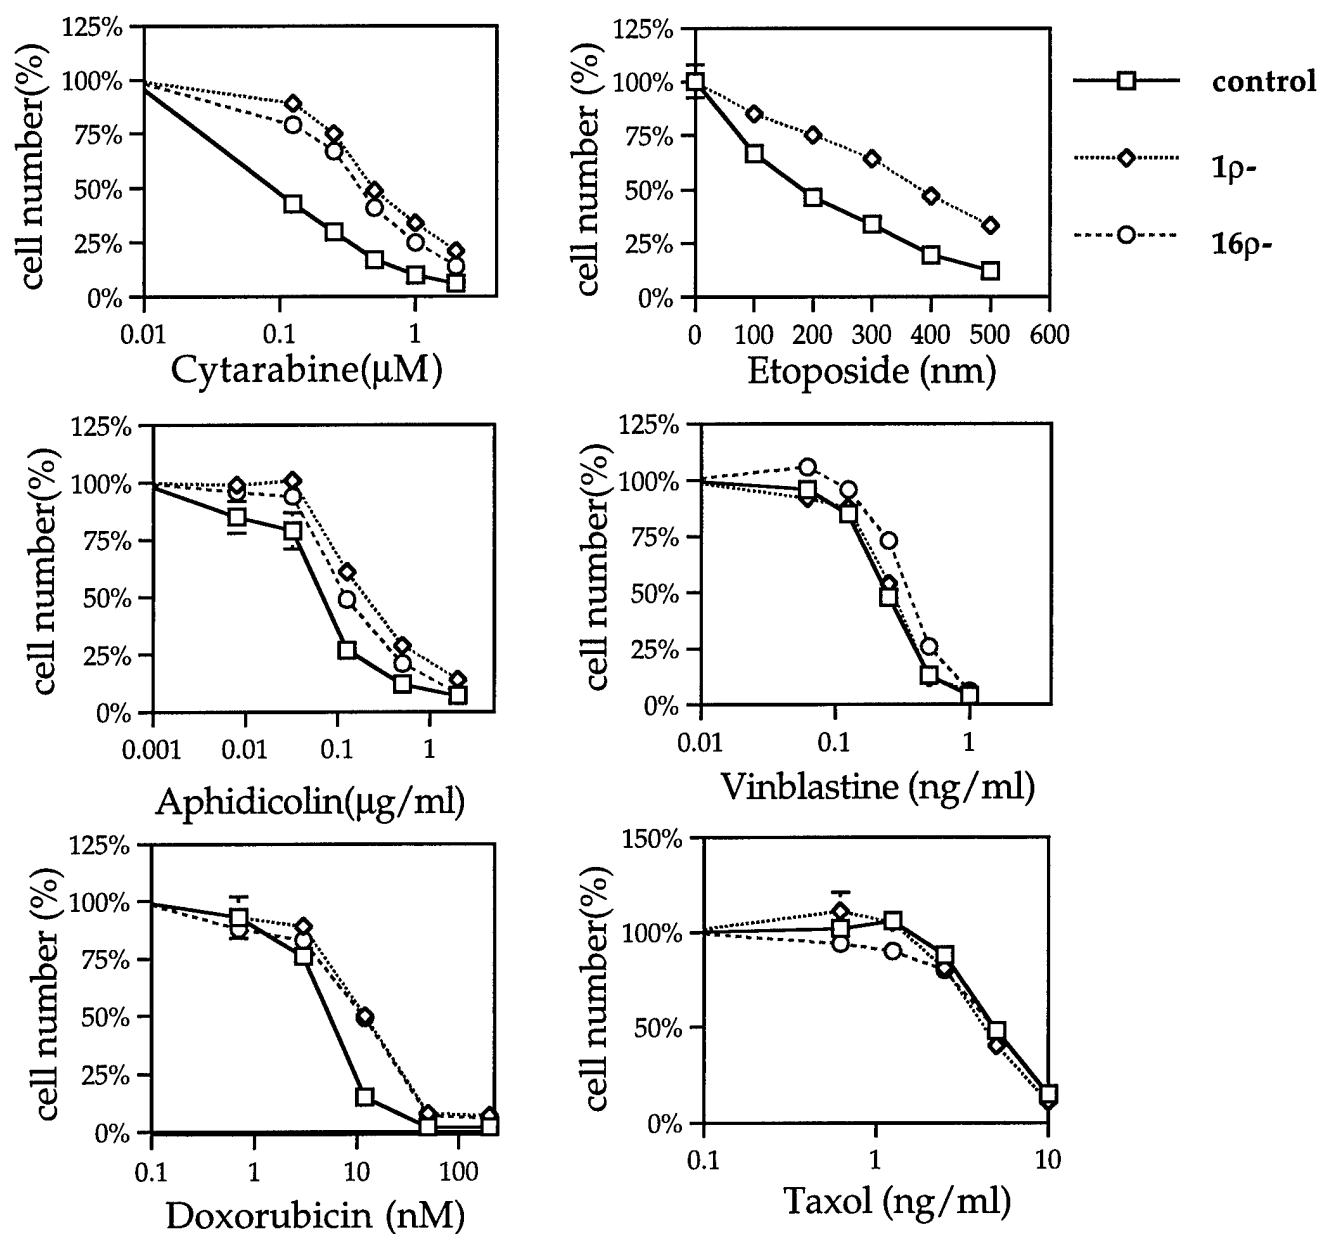 125%
100%
75%
50%
25%
0%
cell number(%)
0.01 0.1 1
Cytarabine(μM)
125%
100%
75%
50%
25%
0%
cell number (%)
0 100 200 300 400 500 600
Etoposide (nm)
control
1ρ-
16ρ-
125%
100%
75%
50%
25%
0%
cell number(%)
0.001 0.01 0.1 1
Aphidicolin(μg/ml)
125%
100%
75%
50%
25%
0%
cell number(%)
0.01 0.1 1
Vinblastine (ng/ml)
125%
100%
75%
50%
25%
0%
cell number (%)
0.1 1 10 100
Doxorubicin (nM)
150%
100%
50%
0%
cell number(%)
0.1 1 10
Taxol (ng/ml)